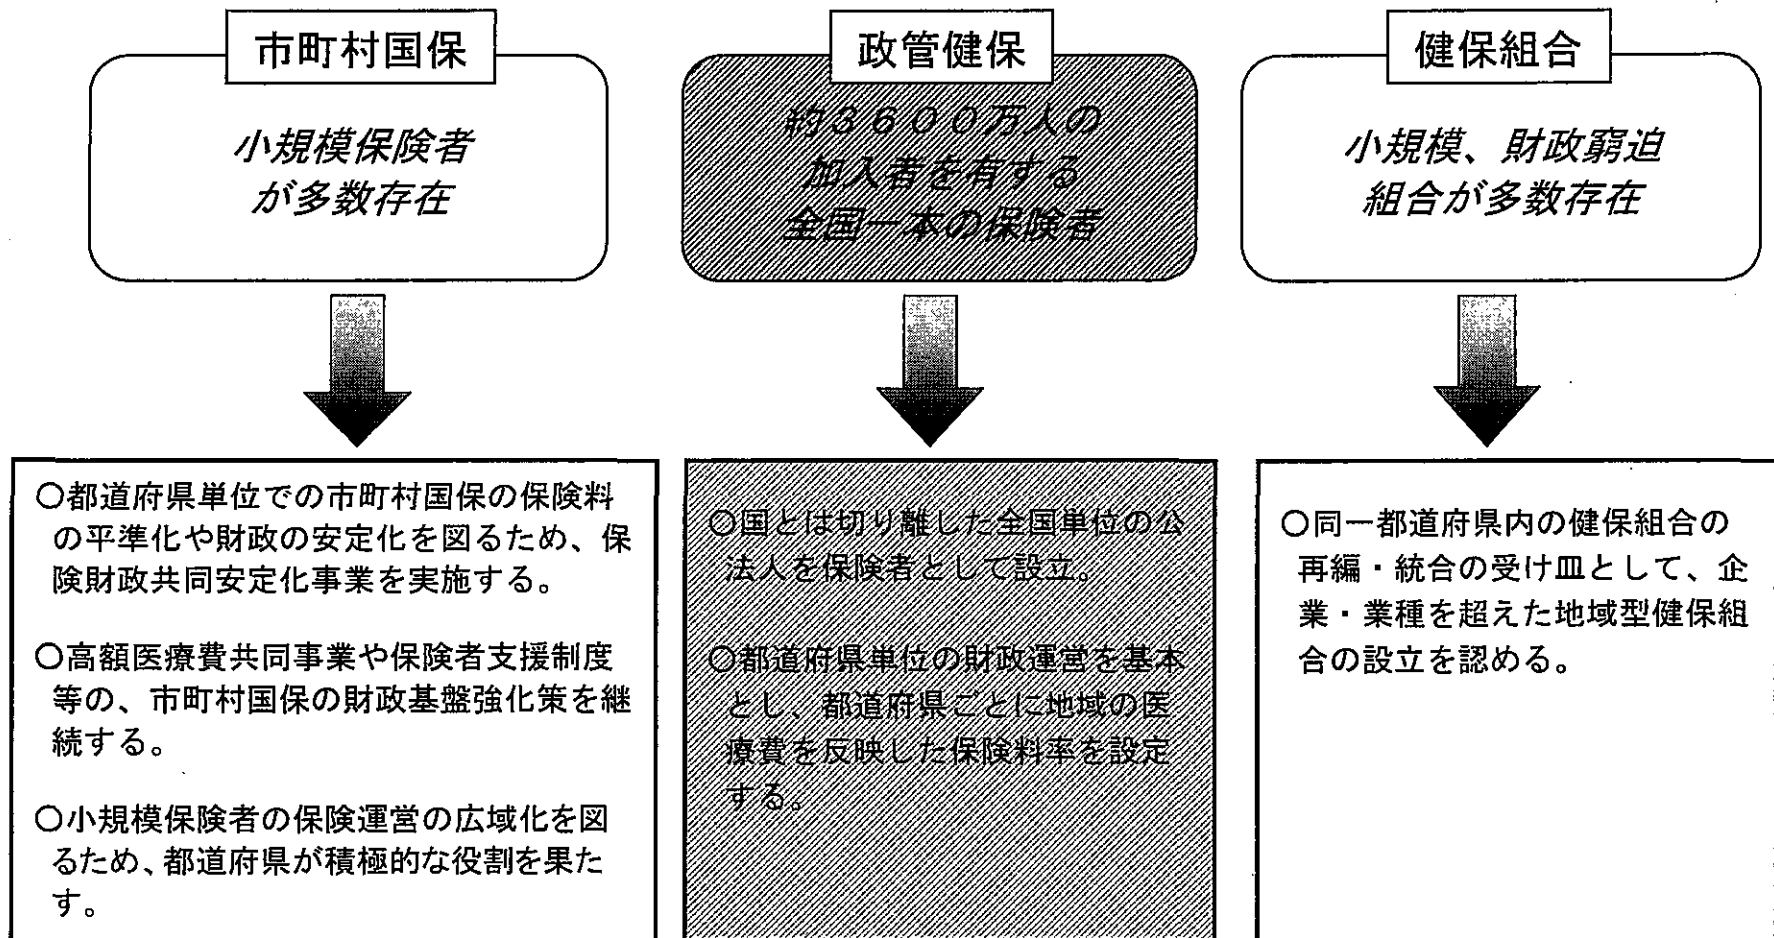 市町村国保
小規模保険者
が多数存在
○都道府県単位での市町村国保の保険料
の平準化や財政の安定化を図るため、保
険財政共同安定化事業を実施する。
○高額医療費共同事業や保険者支援制度
等の、市町村国保の財政基盤強化策を継
続する。
○小規模保険者の保険運営の広域化を図
るため、都道府県が積極的な役割を果た
す。
政管健保
約3600万人の
加入者を有する
全国一本の保険者
○国とは切り離した全国単位の公
法人を保険者として設立。
○都道府県単位の財政運営を基本
とし、都道府県ごとに地域の医
療費を反映した保険料率を設定
する。
健保組合
小規模、財政窮迫
組合が多数存在
○同一都道府県内の健保組合の
再編・統合の受け皿として、企
業・業種を超えた地域型健保組
合の設立を認める。